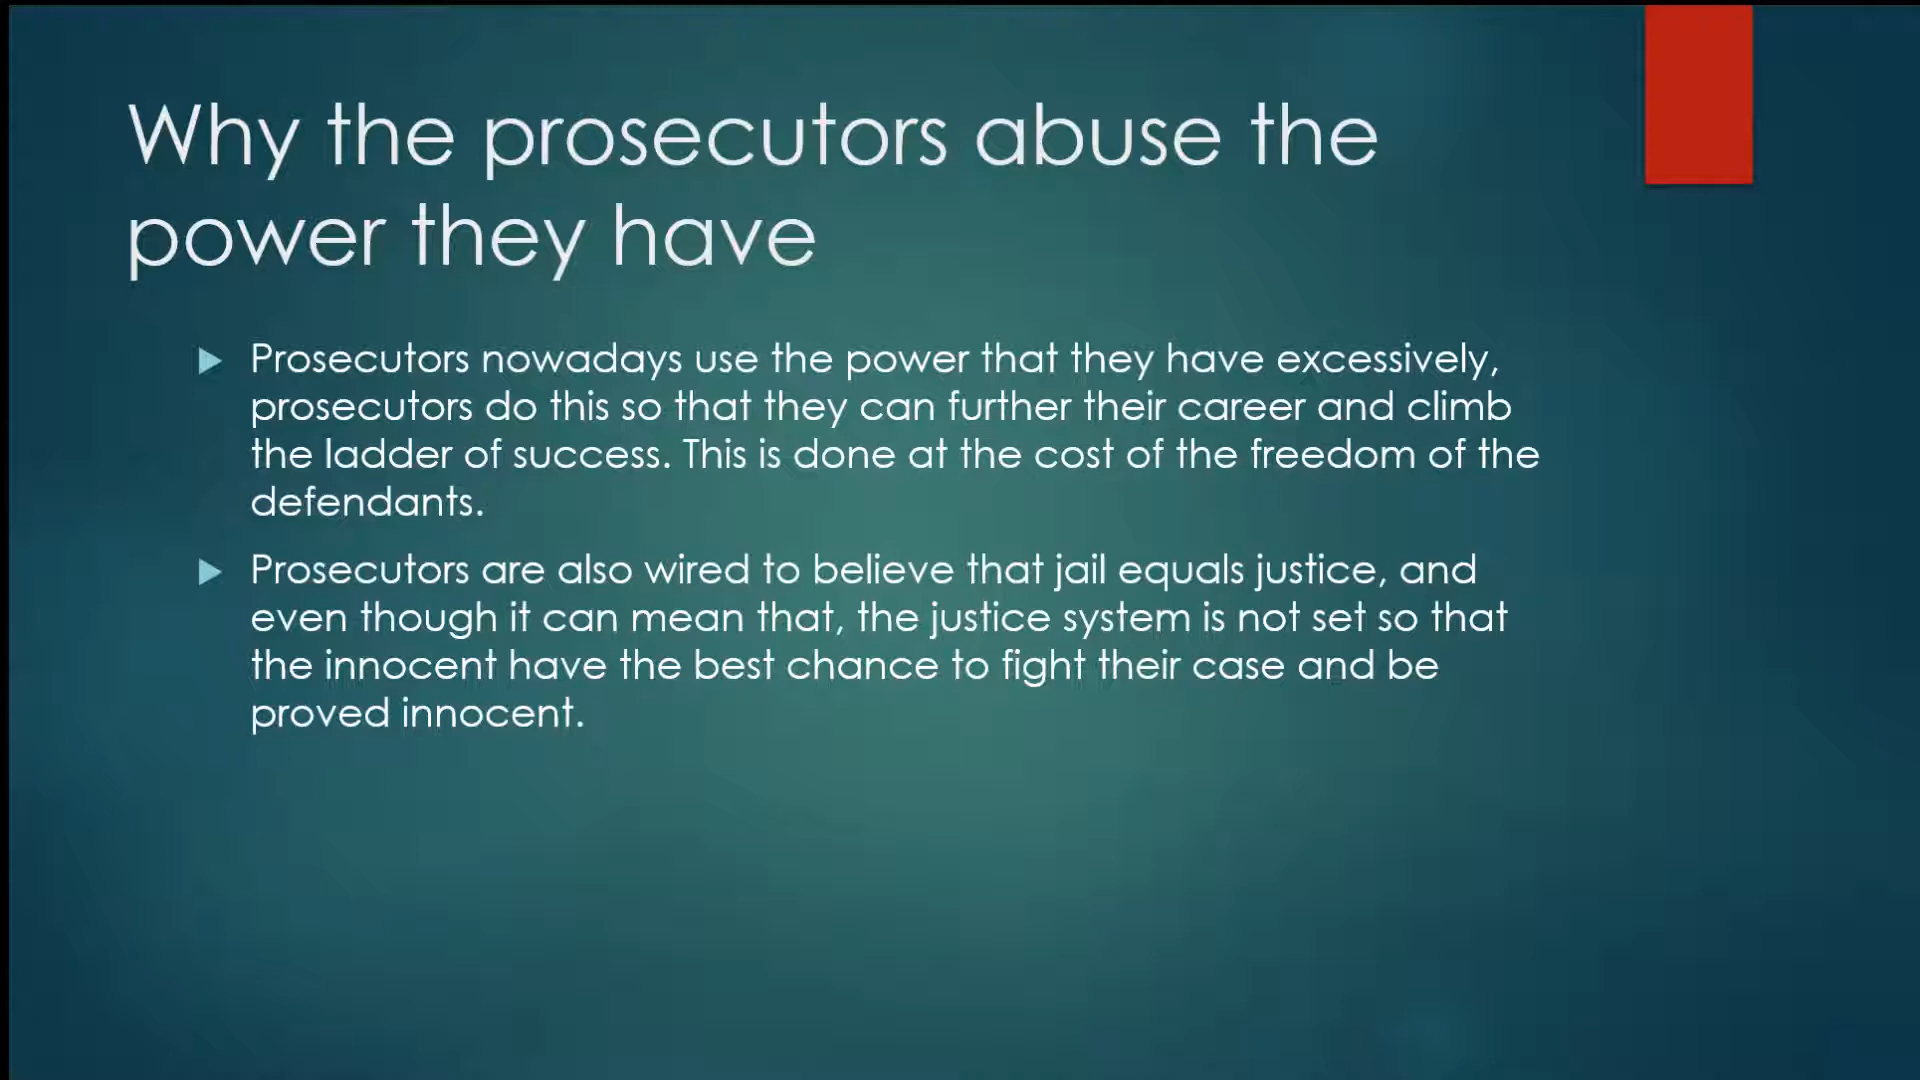 Why the prosecutors abuse the
power they have
Prosecutors nowadays use the power that they have excessively,
prosecutors do this so that they can further their career and climb
the ladder of success. This is done at the cost of the freedom of the
defendants.
Prosecutors are also wired to believe that jail equals justice, and
even though it can mean that, the justice system is not set so that
the innocent have the best chance to fight their case and be
proved innocent.